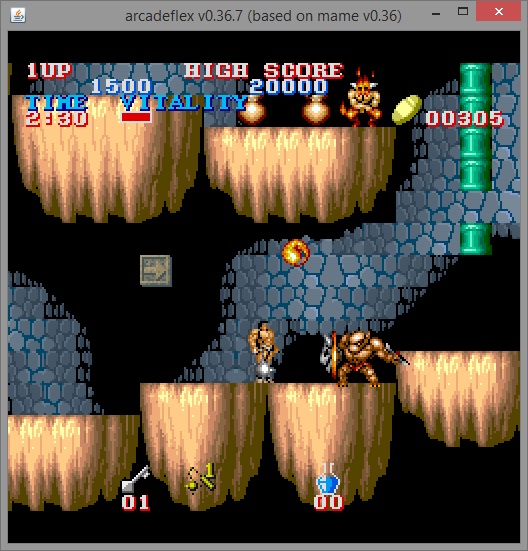 arcadeflex v0.36.7 (based on mame v0.36)
1UP HIGH SCORE
1500 20000
TIME VITALITY
2:30 00305
1
01 00